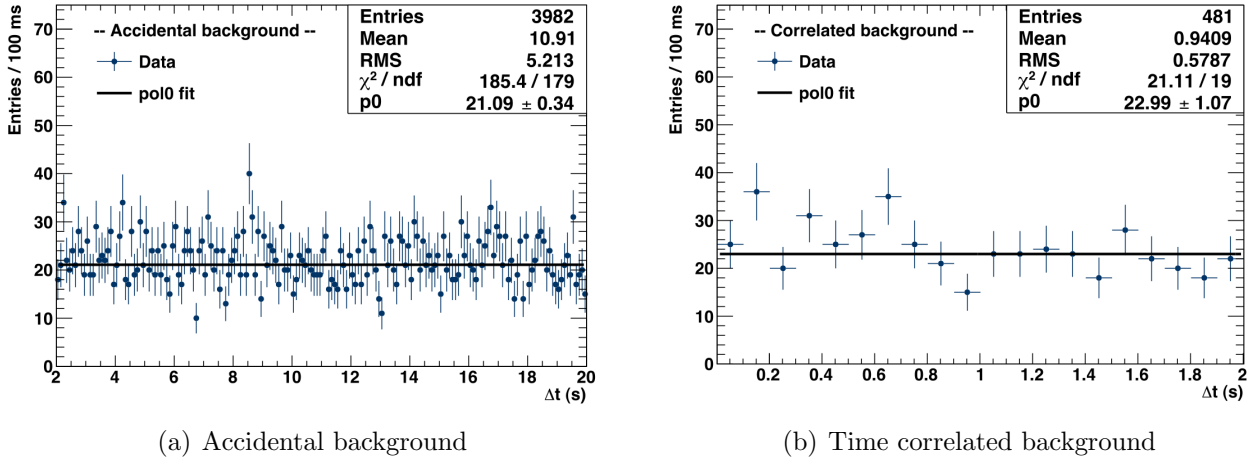 Entries / 100 ms
70
60
50
40
30
20
10
0
-- Accidental background --
Data
pol0 fit
Entries 3982
Mean 10.91
RMS 5.213
χ² / ndf 185.4 / 179
p0 21.09 ± 0.34
2 4 6 8 10 12 14 16 18 20
Δt (s)
(a) Accidental background
Entries / 100 ms
70
60
50
40
30
20
10
0
-- Correlated background --
Data
pol0 fit
Entries 481
Mean 0.9409
RMS 0.5787
χ² / ndf 21.11 / 19
p0 22.99 ± 1.07
0.2 0.4 0.6 0.8 1 1.2 1.4 1.6 1.8 2
Δt (s)
(b) Time correlated background